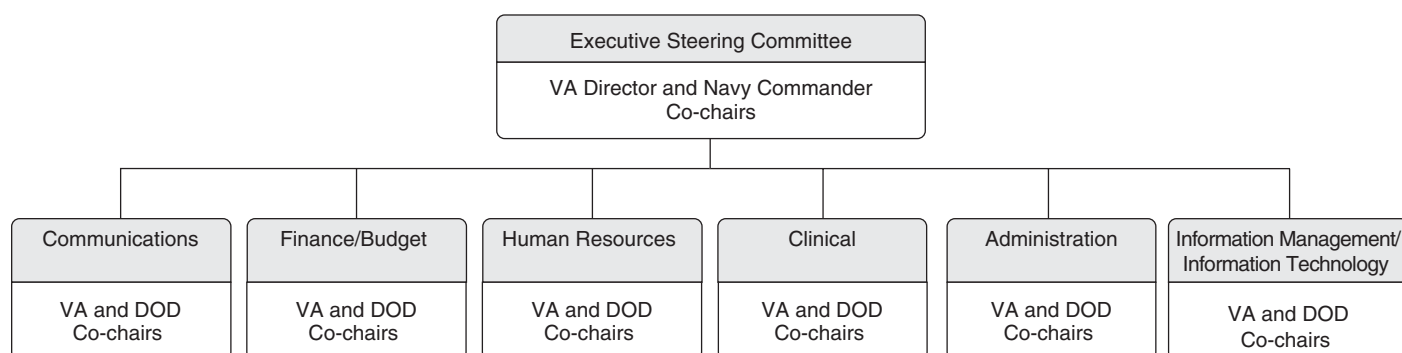 Executive Steering Committee
VA Director and Navy Commander
Co-chairs
Communications
VA and DOD
Co-chairs
Finance/Budget
VA and DOD
Co-chairs
Human Resources
VA and DOD
Co-chairs
Clinical
VA and DOD
Co-chairs
Administration
VA and DOD
Co-chairs
Information Management/
Information Technology
VA and DOD
Co-chairs